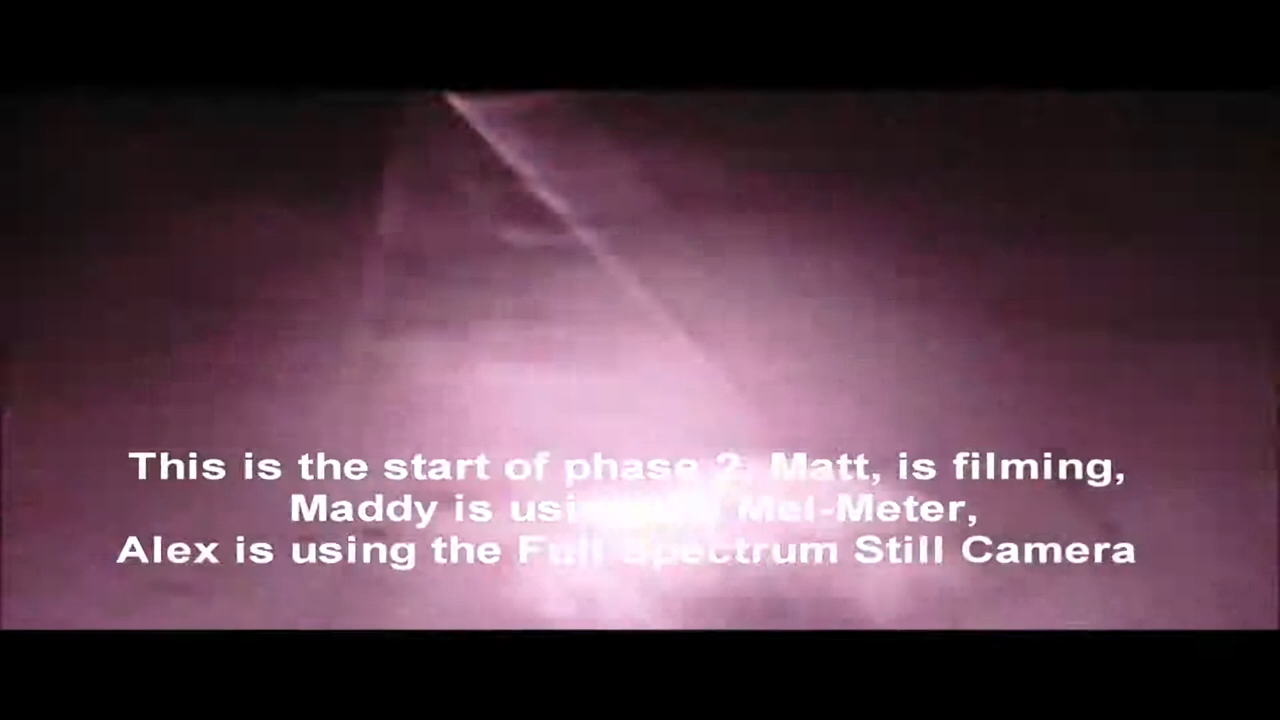 This is the start of phase 2, Matt, is filming,
Maddy is Mel-Meter,
Alex is using the Full Spectrum Still Camera